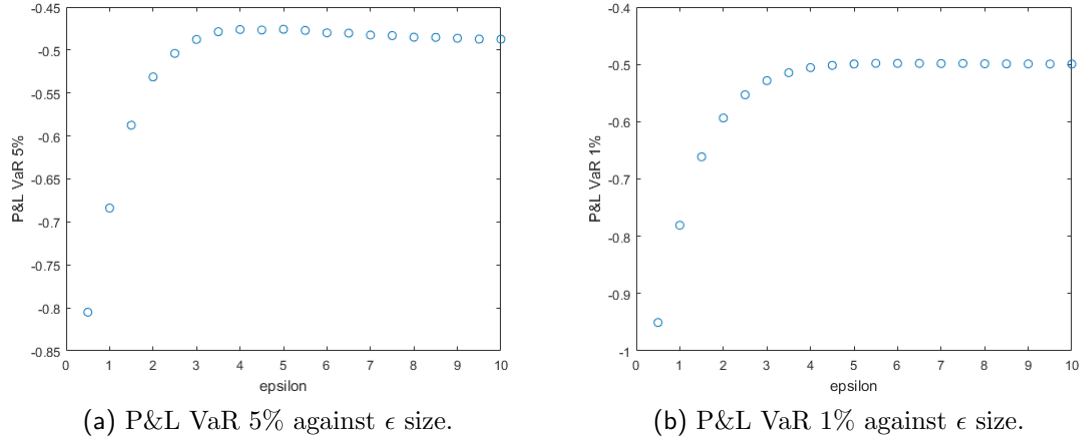 -0.45
-0.5
-0.55
-0.6
-0.65
-0.7
-0.75
-0.8
-0.85
P&L VaR 5%
0 1 2 3 4 5 6 7 8 9 10
epsilon
(a) P&L VaR 5% against ϵ size.
-0.4
-0.5
-0.6
-0.7
-0.8
-0.9
-1
P&L VaR 1%
0 1 2 3 4 5 6 7 8 9 10
epsilon
(b) P&L VaR 1% against ϵ size.